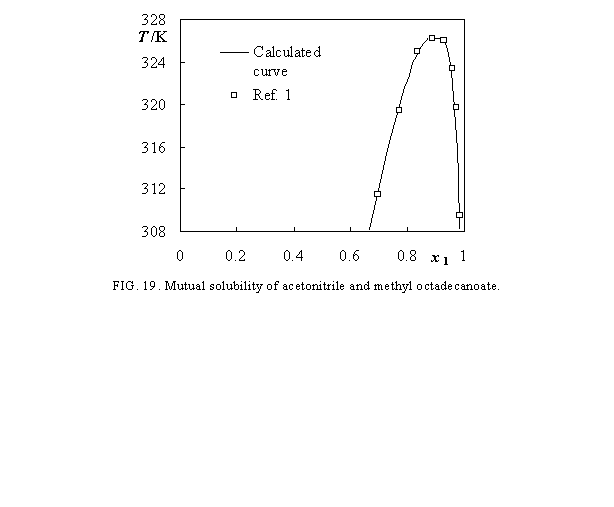 328
T/K
324
320
316
312
308
Calculated
curve
Ref. 1
0 0.2 0.4 0.6 0.8 x1 1
FIG. 19. Mutual solubility of acetonitrile and methyl octadecanoate.